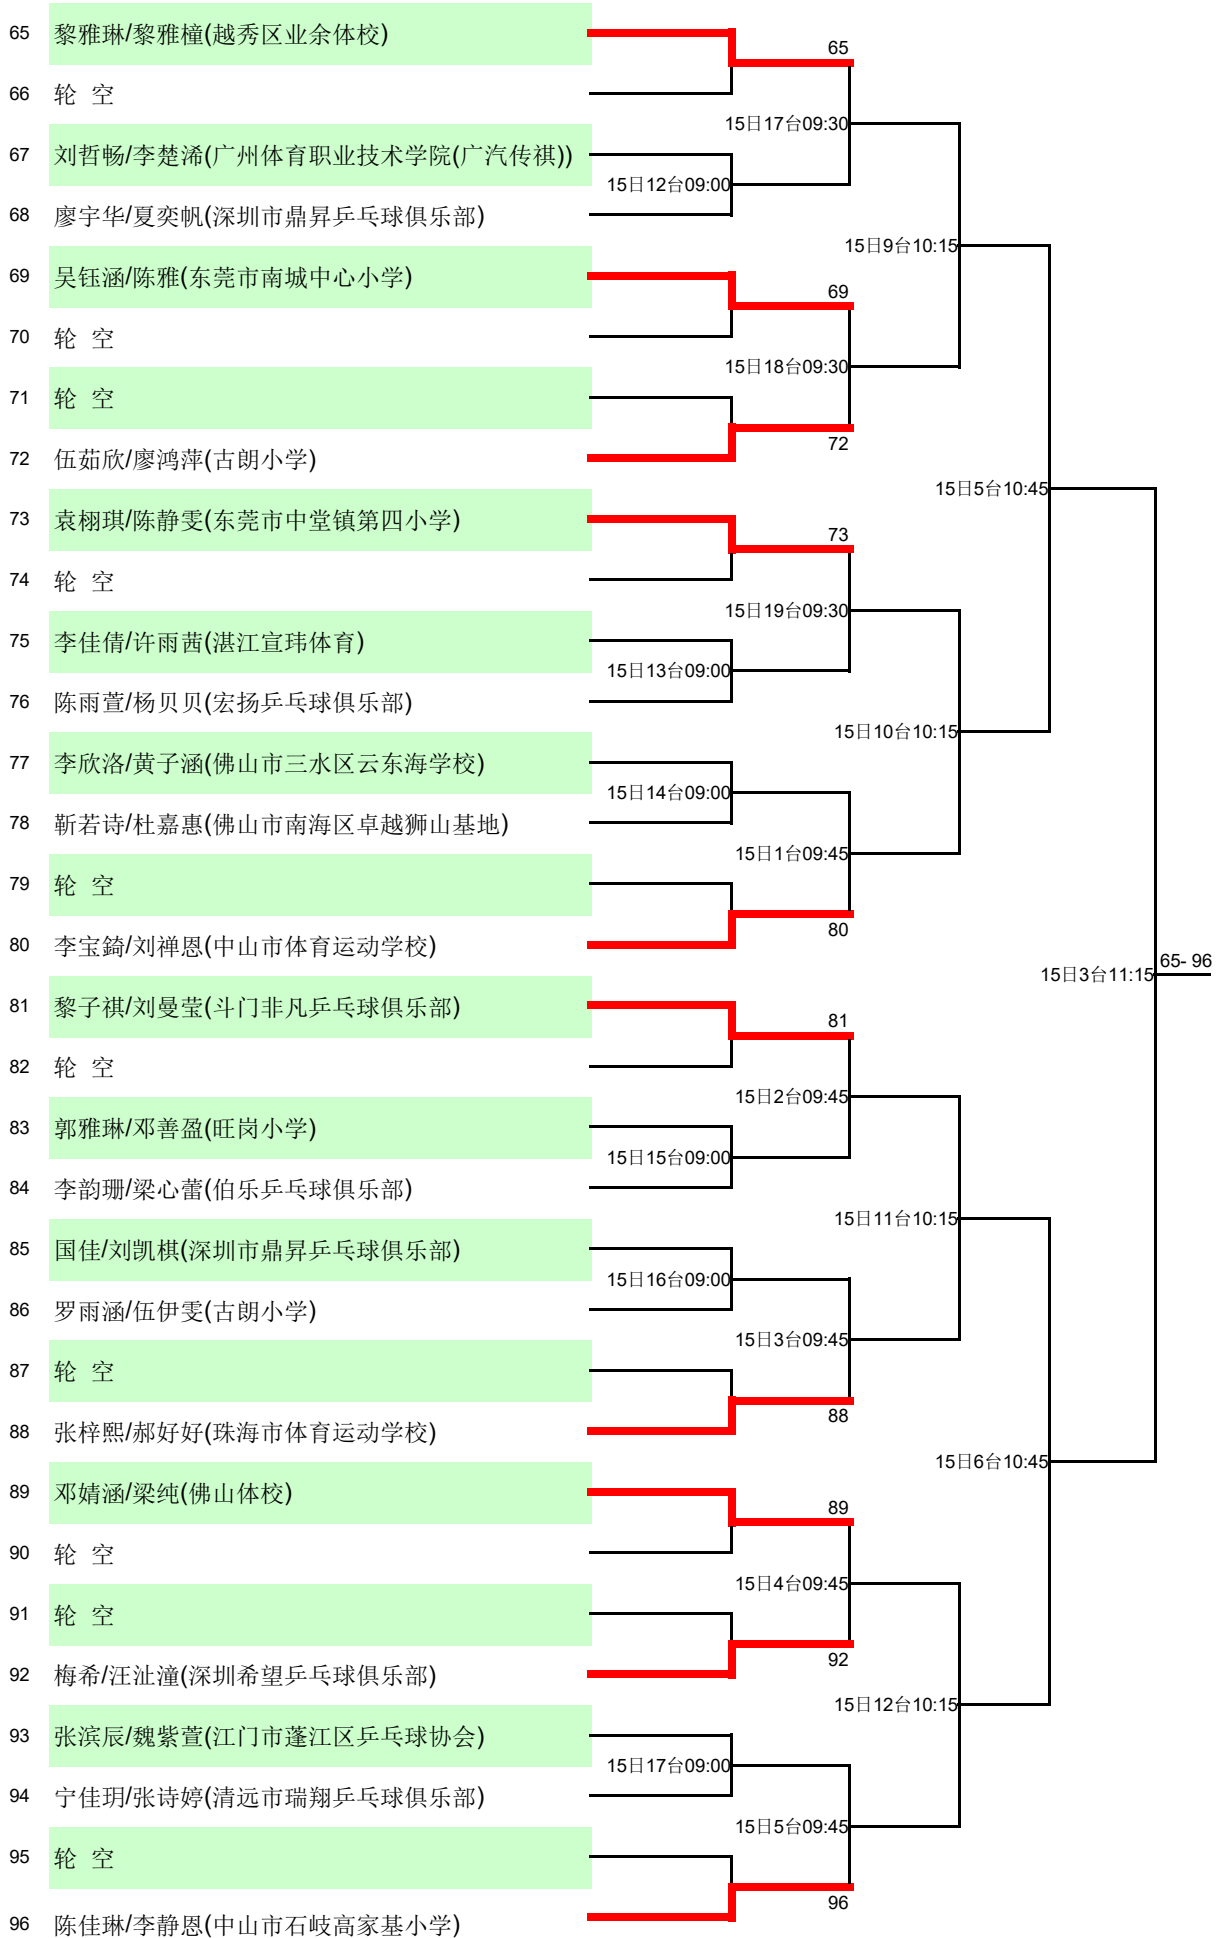 65 黎雅琳/黎雅橦(越秀区业余体校)
65
66 轮 空
15日17台09:30
67 刘哲畅/李楚浠(广州体育职业技术学院(广汽传祺))
15日12台09:00
68 廖宇华/夏奕帆(深圳市鼎昇乒乓球俱乐部)
15日9台10:15
69 吴钰涵/陈雅(东莞市南城中心小学)
69
70 轮 空
15日18台09:30
71 轮 空
72
72 伍茹欣/廖鸿萍(古朗小学)
15日5台10:45
73 袁栩琪/陈静雯(东莞市中堂镇第四小学)
73
74 轮 空
15日19台09:30
75 李佳倩/许雨茜(湛江宣玮体育)
15日13台09:00
76 陈雨萱/杨贝贝(宏扬乒乓球俱乐部)
15日10台10:15
77 李欣洛/黄子涵(佛山市三水区云东海学校)
15日14台09:00
78 靳若诗/杜嘉惠(佛山市南海区卓越狮山基地)
15日1台09:45
79 轮 空
80
80 李宝錡/刘禅恩(中山市体育运动学校)
65- 96
15日3台11:15
81 黎子祺/刘曼莹(斗门非凡乒乓球俱乐部)
81
82 轮 空
15日2台09:45
83 郭雅琳/邓善盈(旺岗小学)
15日15台09:00
84 李韵珊/梁心蕾(伯乐乒乓球俱乐部)
15日11台10:15
85 国佳/刘凯棋(深圳市鼎昇乒乓球俱乐部)
15日16台09:00
86 罗雨涵/伍伊雯(古朗小学)
15日3台09:45
87 轮 空
88
88 张梓熙/郝好好(珠海市体育运动学校)
15日6台10:45
89 邓婧涵/梁纯(佛山体校)
89
90 轮 空
15日4台09:45
91 轮 空
92
92 梅希/汪沚潼(深圳希望乒乓球俱乐部)
15日12台10:15
93 张滨辰/魏紫萱(江门市蓬江区乒乓球协会)
15日17台09:00
94 宁佳玥/张诗婷(清远市瑞翔乒乓球俱乐部)
15日5台09:45
95 轮 空
96
96 陈佳琳/李静恩(中山市石岐高家基小学)